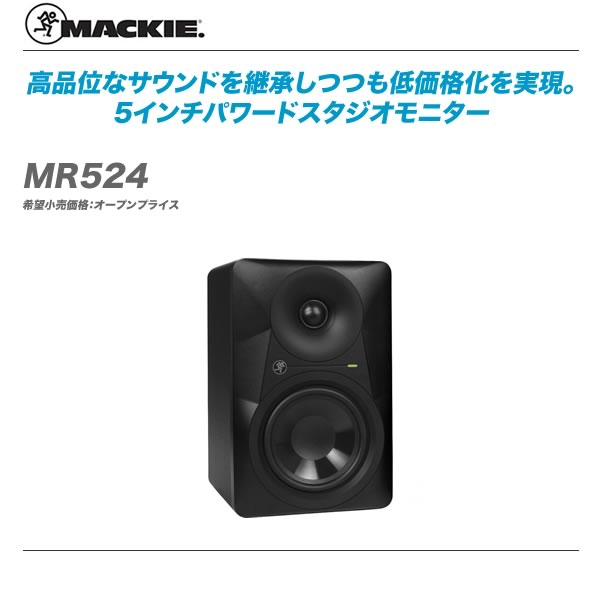 MACKIE.
高品位なサウンドを継承しつつも低価格化を実現。
5インチパワードスタジオモニター
MR524
希望小売価格：オープンプライス